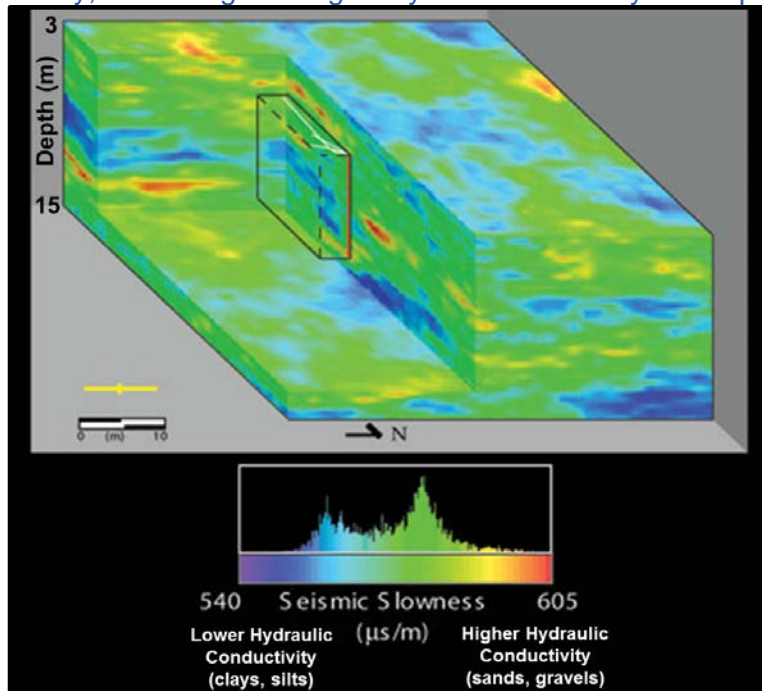 3
Depth (m)
15
0 (m) 10
N
540 Seismic Slowness 605
(μs/m)
Lower Hydraulic
Conductivity
(clays, silts)
Higher Hydraulic
Conductivity
(sands, gravels)